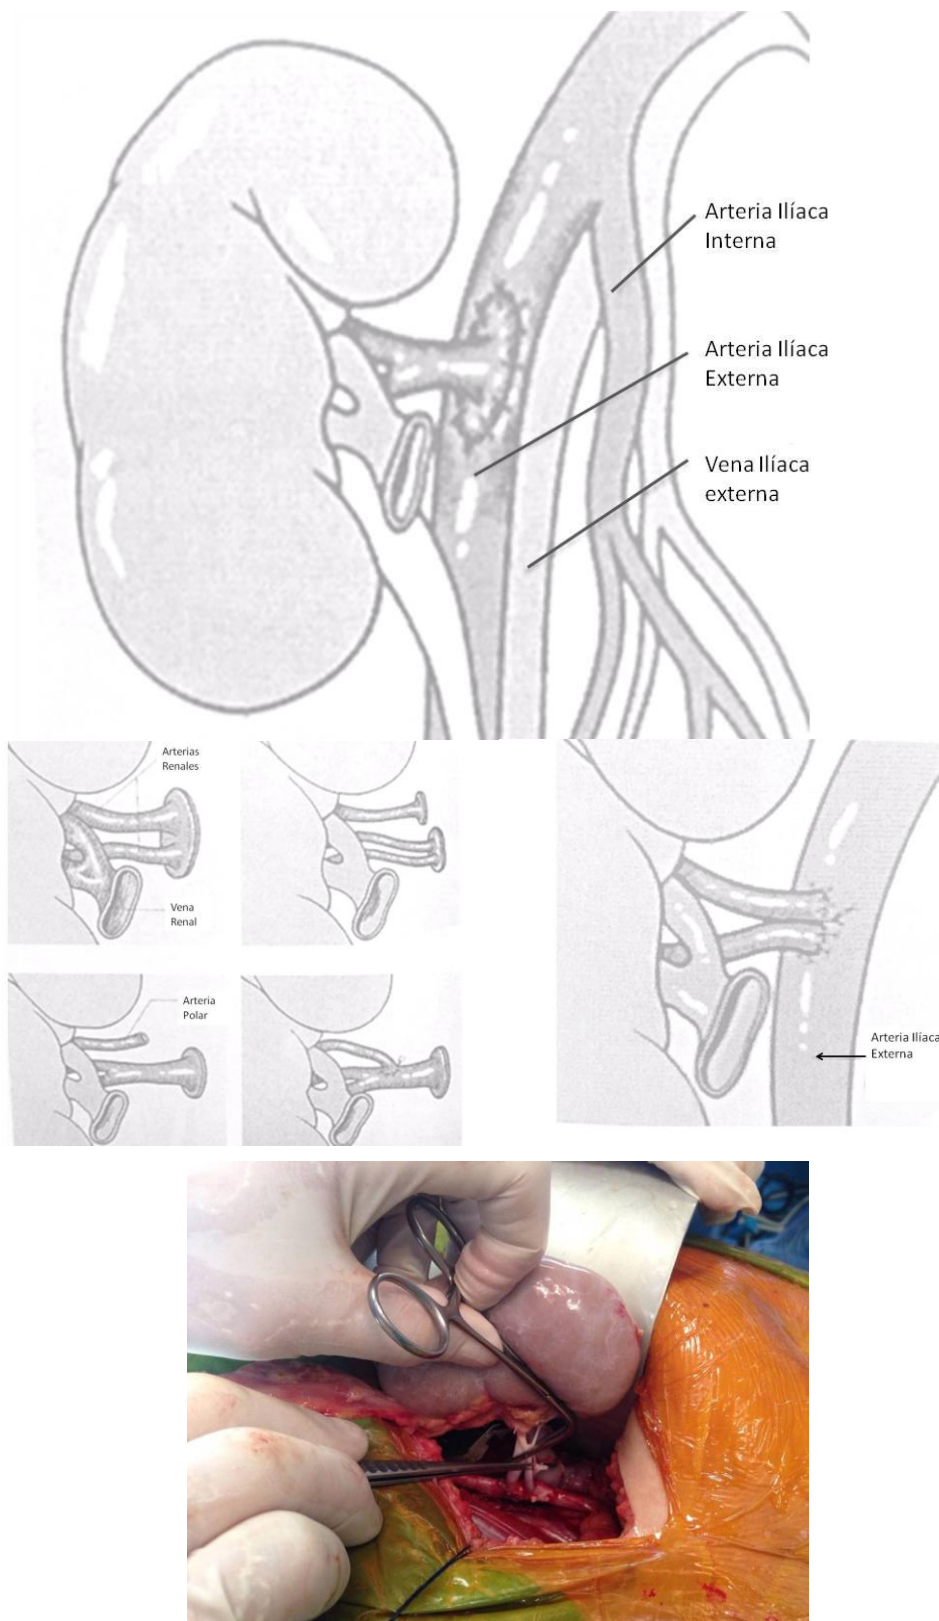 Arteria Ilíaca
Interna
Arteria Ilíaca
Externa
Vena Ilíaca
externa
Arterias
Renales
Vena
Renal
Arteria
Polar
Arteria Ilíaca
Externa